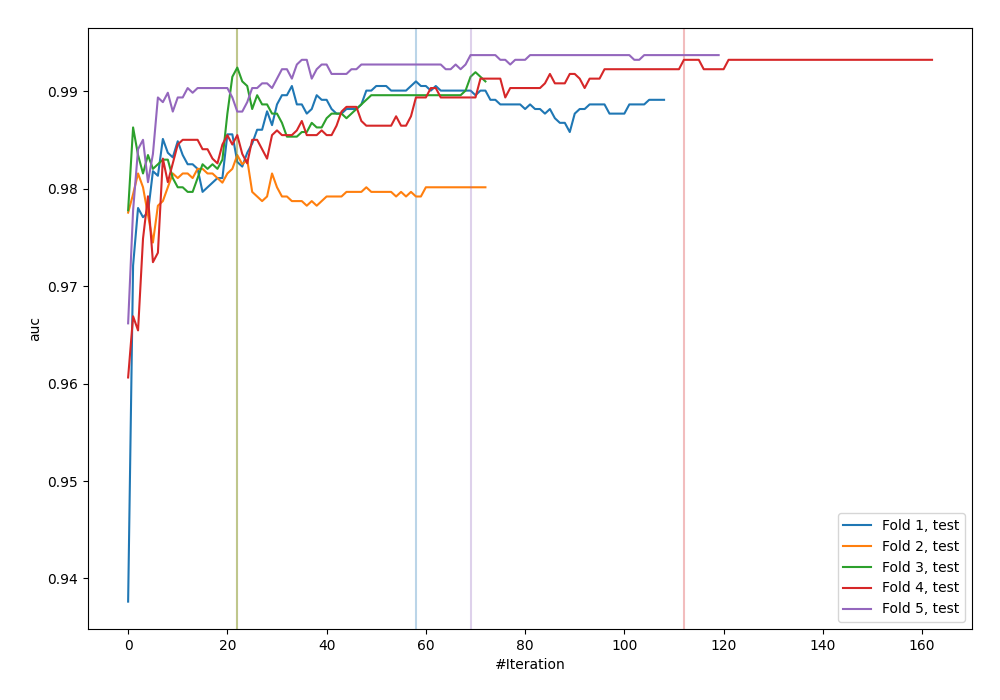 0.99
0.98
0.97
0.96
0.95
0.94
auc
0 20 40 60 80 100 120 140 160
#Iteration
Fold 1, test
Fold 2, test
Fold 3, test
Fold 4, test
Fold 5, test